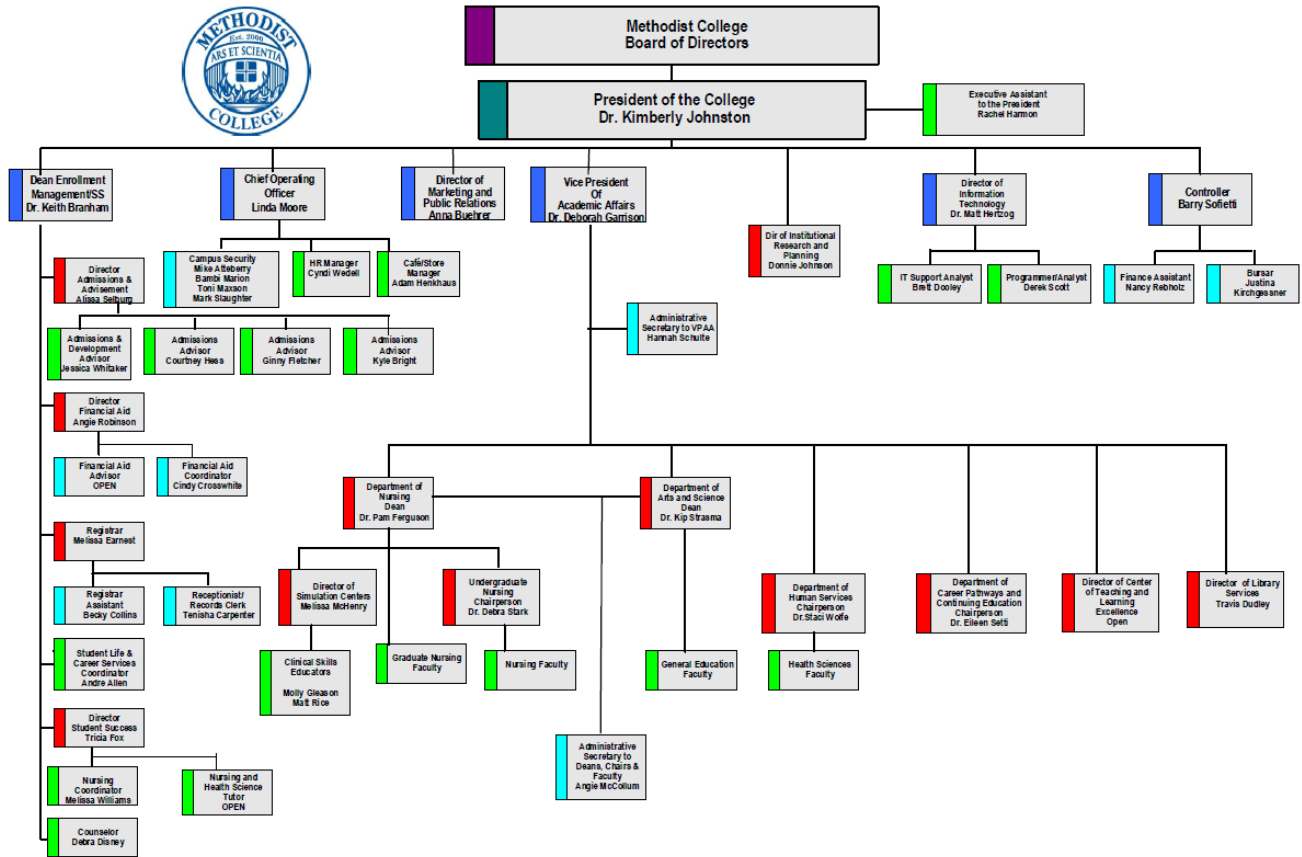 METHODIST
Est. 2000
ARS ET SCIENTIA
COLLEGE
Methodist College
Board of Directors
President of the College
Dr. Kimberly Johnston
Executive Assistant
to the President
Rachel Harmon
Dean Enrollment
Management/SS
Dr. Keith Branham
Chief Operating
Officer
Linda Moore
Director of
Marketing and
Public Relations
Anna Buehrer
Vice President
Of
Academic Affairs
Dr. Deborah Garrison
Dir of Institutional
Research and
Planning
Donnie Johnson
Director of
Information
Technology
Dr. Matt Hertzog
Controller
Barry Sofietti
Director
Admissions &
Advisement
Alissa Selburg
Campus Security
Mike Atteberry
Bambi Marion
Toni Maxson
Mark Slaughter
HR Manager
Cyndi Wedell
Café/Store
Manager
Adam Henkhaus
IT Support Analyst
Brett Dooley
Programmer/Analyst
Derek Scott
Finance Assistant
Nancy Rebholz
Bursar
Justina
Kirchgessner
Admissions &
Development
Advisor
Jessica Whitaker
Admissions
Advisor
Courtney Hess
Admissions
Advisor
Ginny Fletcher
Admissions
Advisor
Kyle Bright
Administrative
Secretary to VPAA
Hannah Schulte
Director
Financial Aid
Angie Robinson
Financial Aid
Advisor
OPEN
Financial Aid
Coordinator
Cindy Crosswhite
Department of
Nursing
Dean
Dr. Pam Ferguson
Department of
Arts and Science
Dean
Dr. Kip Strasma
Registrar
Melissa Earnest
Registrar
Assistant
Becky Collins
Receptionist/
Records Clerk
Tenisha Carpenter
Director of
Simulation Centers
Melissa McHenry
Undergraduate
Nursing
Chairperson
Dr. Debra Stark
Department of
Human Services
Chairperson
Dr.Staci Wolfe
Department of
Career Pathways and
Continuing Education
Chairperson
Dr. Eileen Setti
Director of Center
of Teaching and
Learning
Excellence
Open
Director of Library
Services
Travis Dudley
Student Life &
Career Services
Coordinator
Andre Allen
Clinical Skills
Educators
Molly Gleason
Matt Rice
Graduate Nursing
Faculty
Nursing Faculty
General Education
Faculty
Health Sciences
Faculty
Director
Student Success
Tricia Fox
Nursing
Coordinator
Melissa Williams
Nursing and
Health Science
Tutor
OPEN
Administrative
Secretary to
Deans, Chairs &
Faculty
Angie McCollum
Counselor
Debra Disney